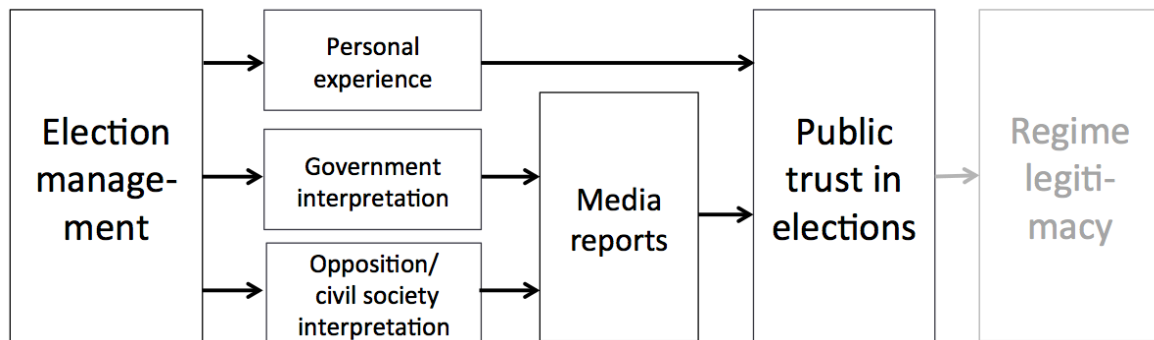 Election
manage-
ment
Personal
experience
Government
interpretation
Opposition/
civil society
interpretation
Media
reports
Public
trust in
elections
Regime
legiti-
macy